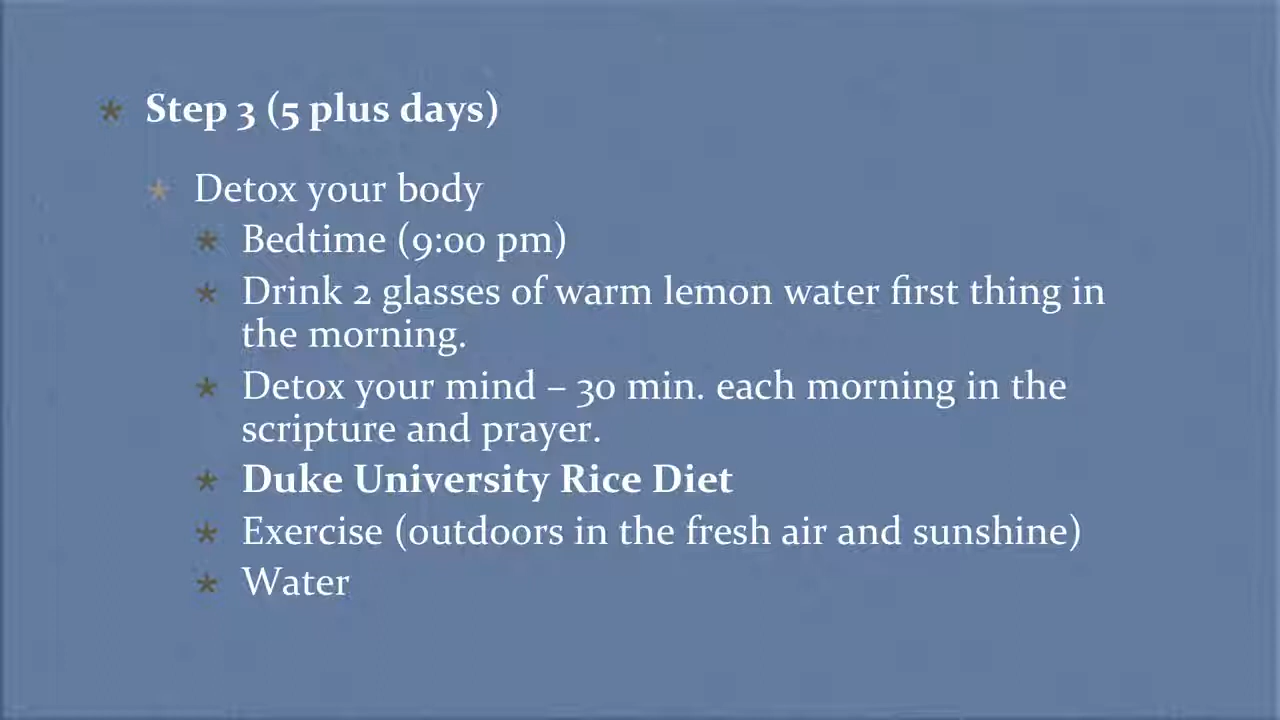 Step 3 (5 plus days)
Detox your body
Bedtime (9:00 pm)
Drink 2 glasses of warm lemon water first thing in
the morning.
Detox your mind – 30 min. each morning in the
scripture and prayer.
Duke University Rice Diet
Exercise (outdoors in the fresh air and sunshine)
Water